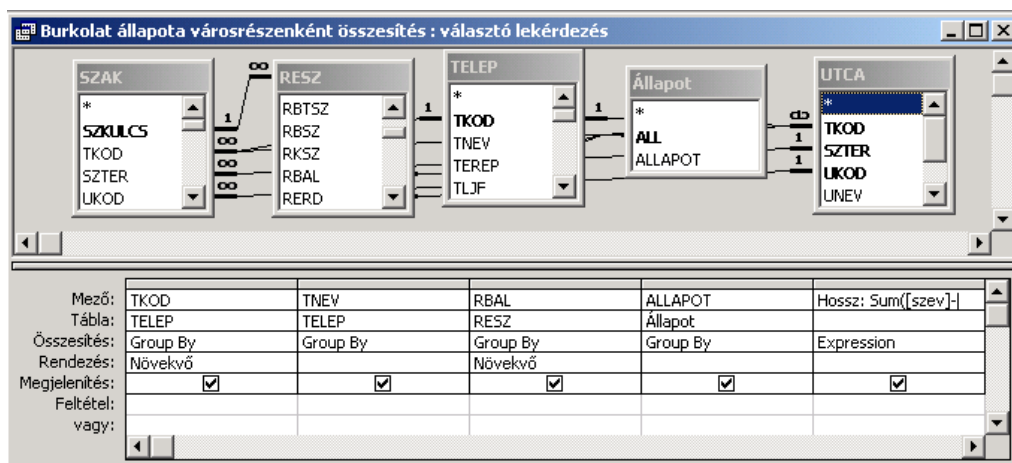 Burkolat állapota városrészenként összesítés : választó lekérdezés
SZAK
*
SZKULCS
TKOD
SZTER
UKOD
RESZ
RBTSZ
RBSZ
RKSZ
RBAL
RERD
TELEP
*
TKOD
TNEV
TEREP
TLJF
Állapot
*
ALL
ALLAPOT
UTCA
*
TKOD
SZTER
UKOD
UNEV
1 ∞ ∞ ∞ ∞ 1 1 ∞ 1 1
Mező: TKOD TNEV RBAL ALLAPOT Hossz: Sum([szev]-
Tábla: TELEP TELEP RESZ Állapot
Összesítés: Group By Group By Group By Group By Expression
Rendezés: Növekvő Növekvő
Megjelenítés:
Feltétel:
vagy: